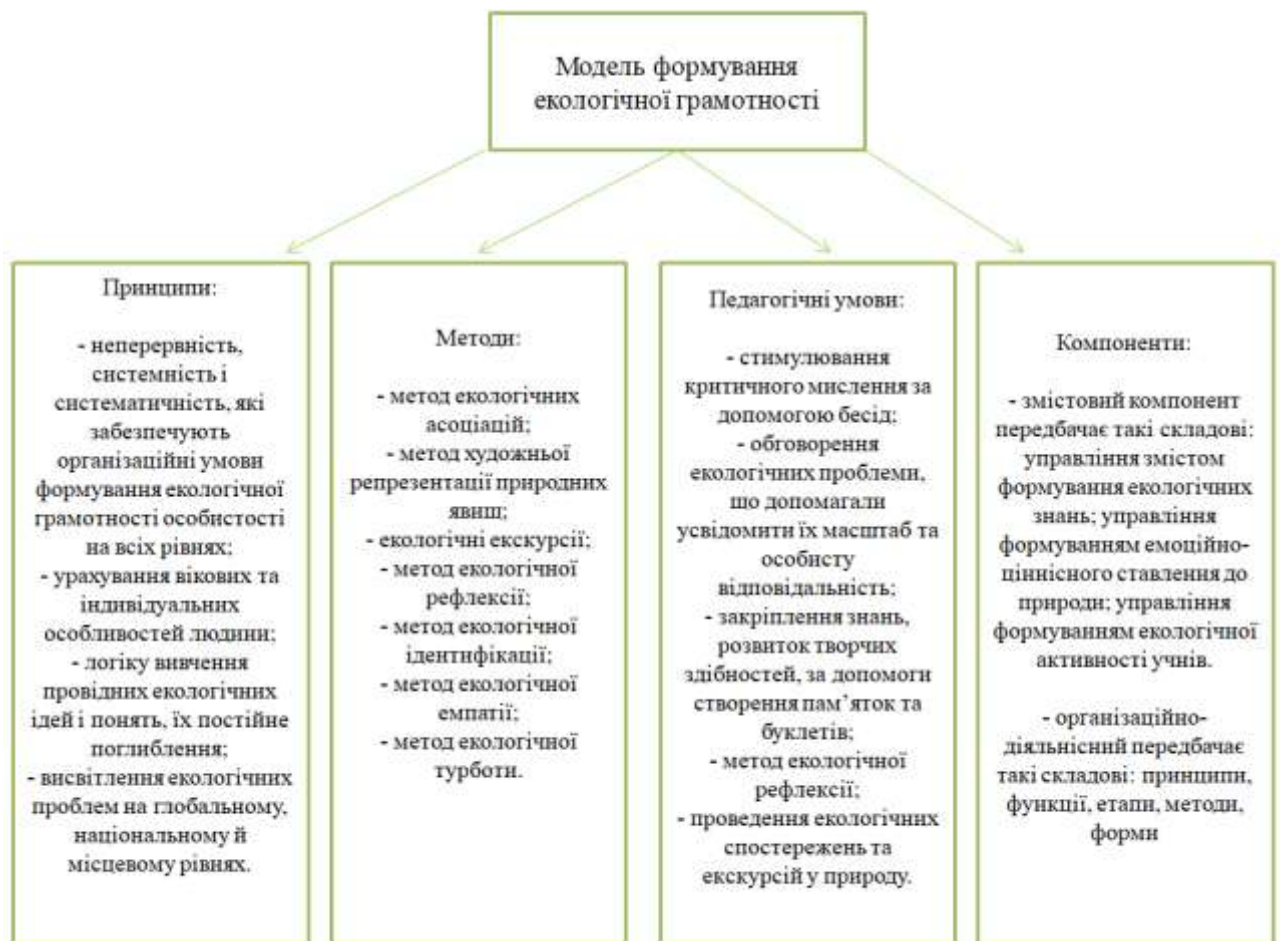 Модель формування
екологічної грамотності
Принципи:
- неперервність,
системність і
систематичність, які
забезпечують
організаційні умови
формування екологічної
грамотності особистості
на всіх рівнях;
- урахування вікових та
індивідуальних
особливостей людини;
- логіку вивчення
провідних екологічних
ідей і понять, їх постійне
поглиблення;
- висвітлення екологічних
проблем на глобальному,
національному й
місцевому рівнях.
Методи:
- метод екологічних
асоціацій;
- метод художньої
репрезентації природних
явищ;
- екологічні екскурсії;
- метод екологічної
рефлексії;
- метод екологічної
ідентифікації;
- метод екологічної
емпатії;
- метод екологічної
турботи.
Педагогічні умови:
- стимулювання
критичного мислення за
допомогою бесід;
- обговорення
екологічних проблеми,
що допомагали
усвідомити їх масштаб та
особисту
відповідальність;
- закріплення знань,
розвиток творчих
здібностей, за допомоги
створення пам’яток та
буклетів;
- метод екологічної
рефлексії;
- проведення екологічних
спостережень та
екскурсій у природу.
Компоненти:
- змістовий компонент
передбачає такі складові:
управління змістом
формування екологічних
знань; управління
формуванням емоційно-
ціннісного ставлення до
природи; управління
формуванням екологічної
активності учнів.
- організаційно-
діяльнісний передбачає
такі складові: принципи,
функції, етапи, методи,
форми